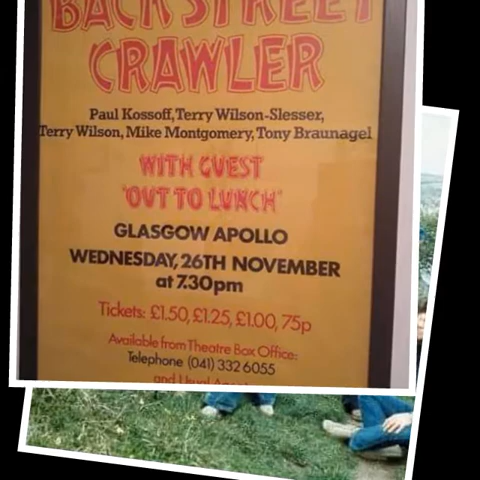 BACK STREET
CRAWLER
Paul Kossoff, Terry Wilson-Slesser,
Terry Wilson, Mike Montgomery, Tony Braunagel
WITH GUEST
'OUT TO LUNCH'
GLASGOW APOLLO
WEDNESDAY, 26TH NOVEMBER
at 7.30pm
Tickets: £1.50, £1.25, £1.00, 75p
Available from Theatre Box Office:
Telephone (041) 332 6055
and Usual